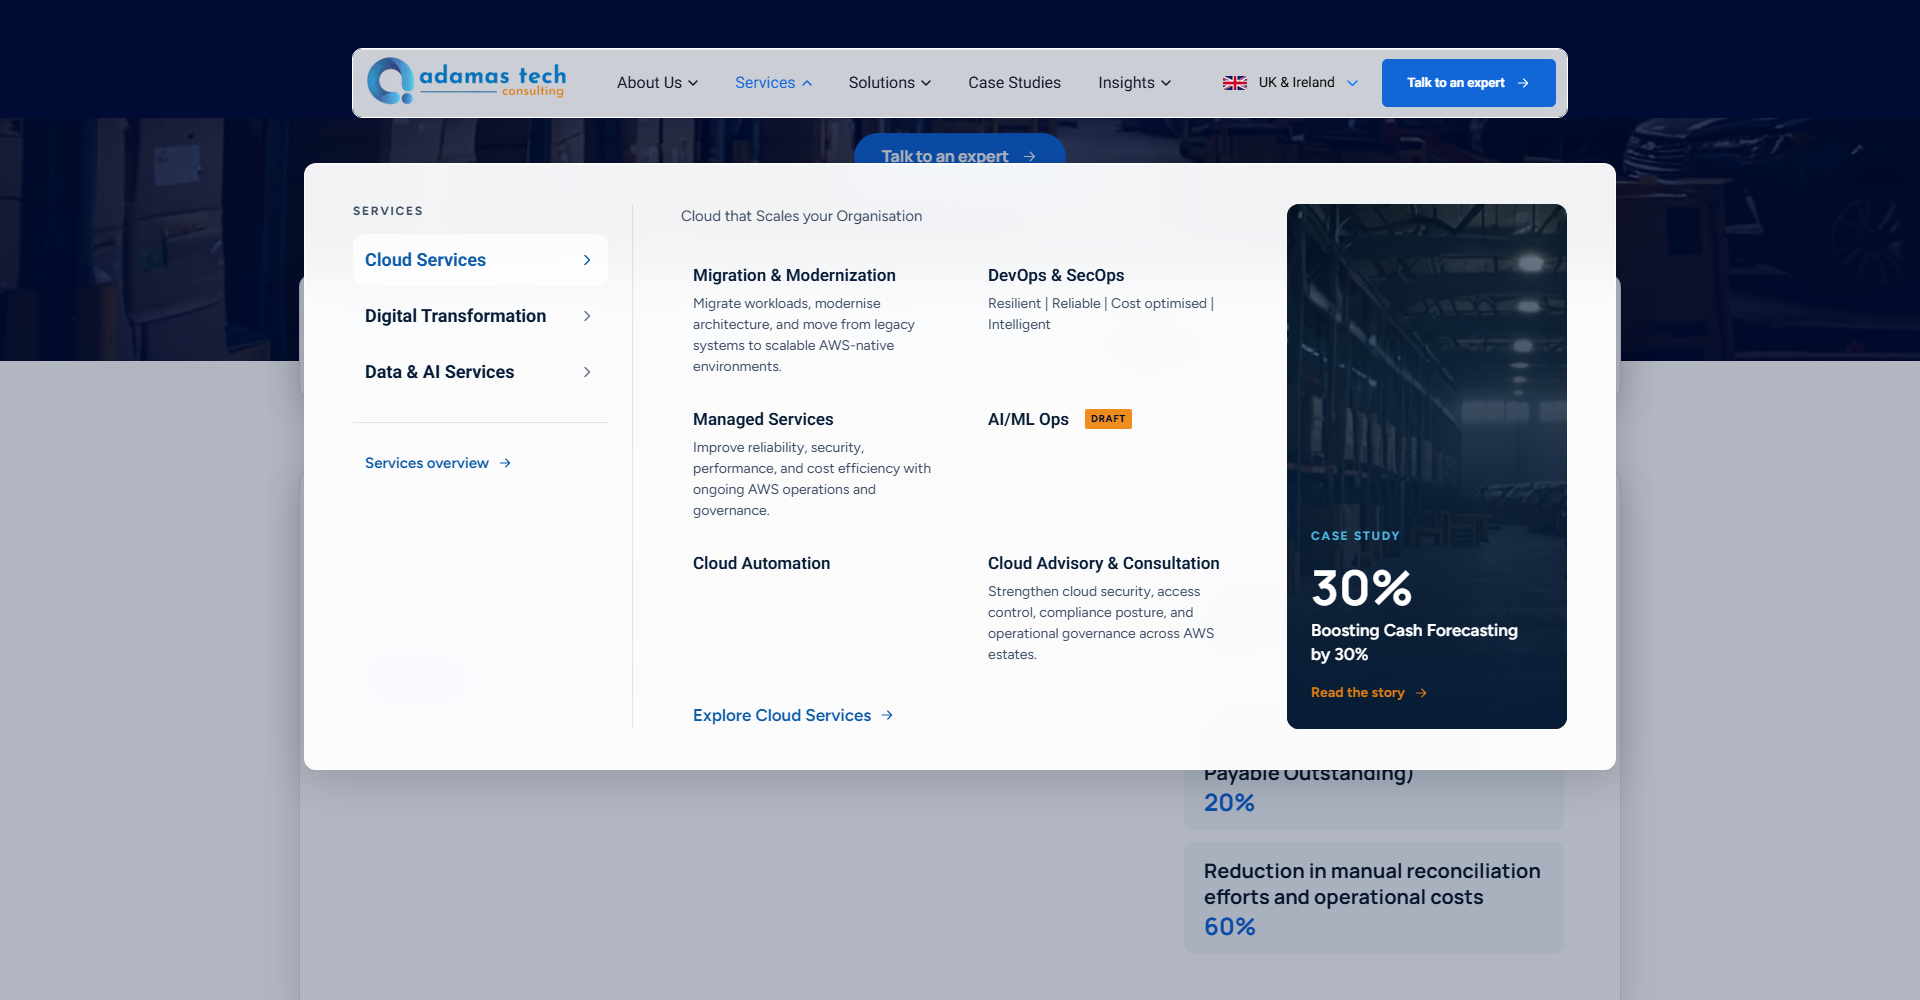 adamas tech
consulting
About Us
Services
Solutions
Case Studies
Insights
UK & Ireland
Talk to an expert
Talk to an expert
SERVICES
Cloud Services
Digital Transformation
Data & AI Services
Services overview
Cloud that Scales your Organisation
Migration & Modernization
Migrate workloads, modernise
architecture, and move from legacy
systems to scalable AWS-native
environments.
DevOps & SecOps
Resilient | Reliable | Cost optimised |
Intelligent
Managed Services
Improve reliability, security,
performance, and cost efficiency with
ongoing AWS operations and
governance.
AI/ML Ops
DRAFT
Cloud Automation
Cloud Advisory & Consultation
Strengthen cloud security, access
control, compliance posture, and
operational governance across AWS
estates.
Explore Cloud Services
CASE STUDY
30%
Boosting Cash Forecasting
by 30%
Read the story
Payable Outstanding)
20%
Reduction in manual reconciliation
efforts and operational costs
60%